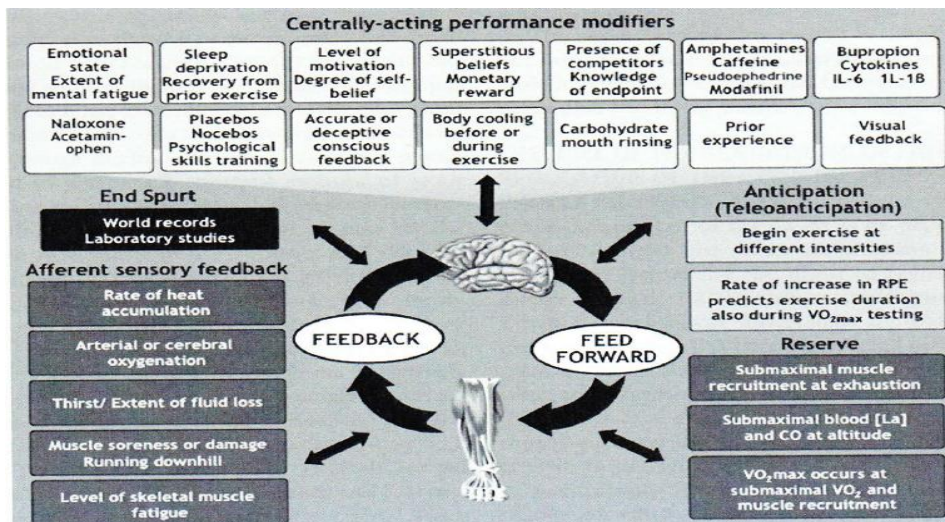 Centrally-acting performance modifiers
Emotional
state
Extent of
mental fatigue
Sleep
deprivation
Recovery from
prior exercise
Level of
motivation
Degree of self-
belief
Superstitious
beliefs
Monetary
reward
Presence of
competitors
Knowledge
of endpoint
Amphetamines
Caffeine
Pseudoephedrine
Modafinil
Bupropion
Cytokines
IL-6 1L-1B
Naloxone
Acetamin-
ophen
Placebos
Nocebos
Psychological
skills training
Accurate or
deceptive
conscious
feedback
Body cooling
before or
during
exercise
Carbohydrate
mouth rinsing
Prior
experience
Visual
feedback
End Spurt
World records
Laboratory studies
Afferent sensory feedback
Rate of heat
accumulation
Arterial or cerebral
oxygenation
Thirst/ Extent of fluid loss
Muscle soreness or damage
Running downhill
Level of skeletal muscle
fatigue
FEEDBACK
FEED
FORWARD
Anticipation
(Teleoanticipation)
Begin exercise at
different intensities
Rate of increase in RPE
predicts exercise duration
also during VO₂max testing
Reserve
Submaximal muscle
recruitment at exhaustion
Submaximal blood [La]
and CO at altitude
VO₂max occurs at
submaximal VO₂ and
muscle recruitment